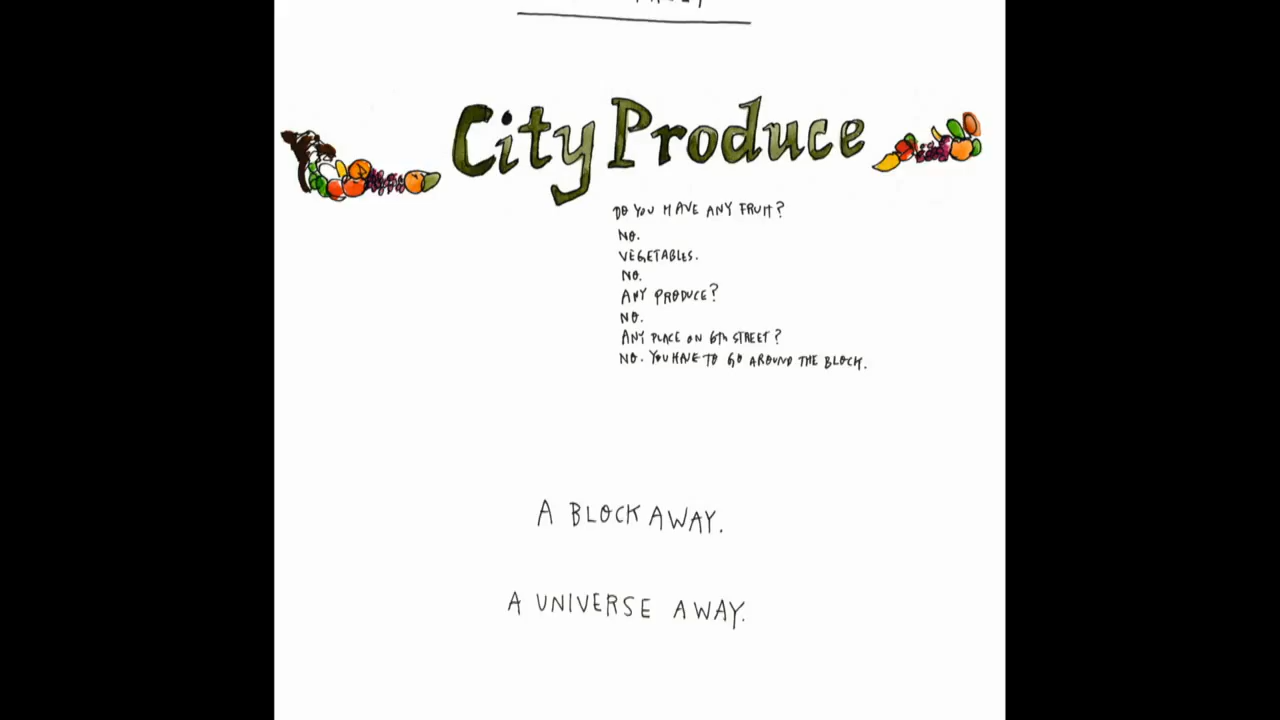 City Produce
DO YOU HAVE ANY FRUIT?
NO.
VEGETABLES.
NO.
ANY PRODUCE?
NO.
ANY PLACE ON 6th STREET?
NO. YOU HAVE TO GO AROUND THE BLOCK.
A BLOCK AWAY.
A UNIVERSE AWAY.